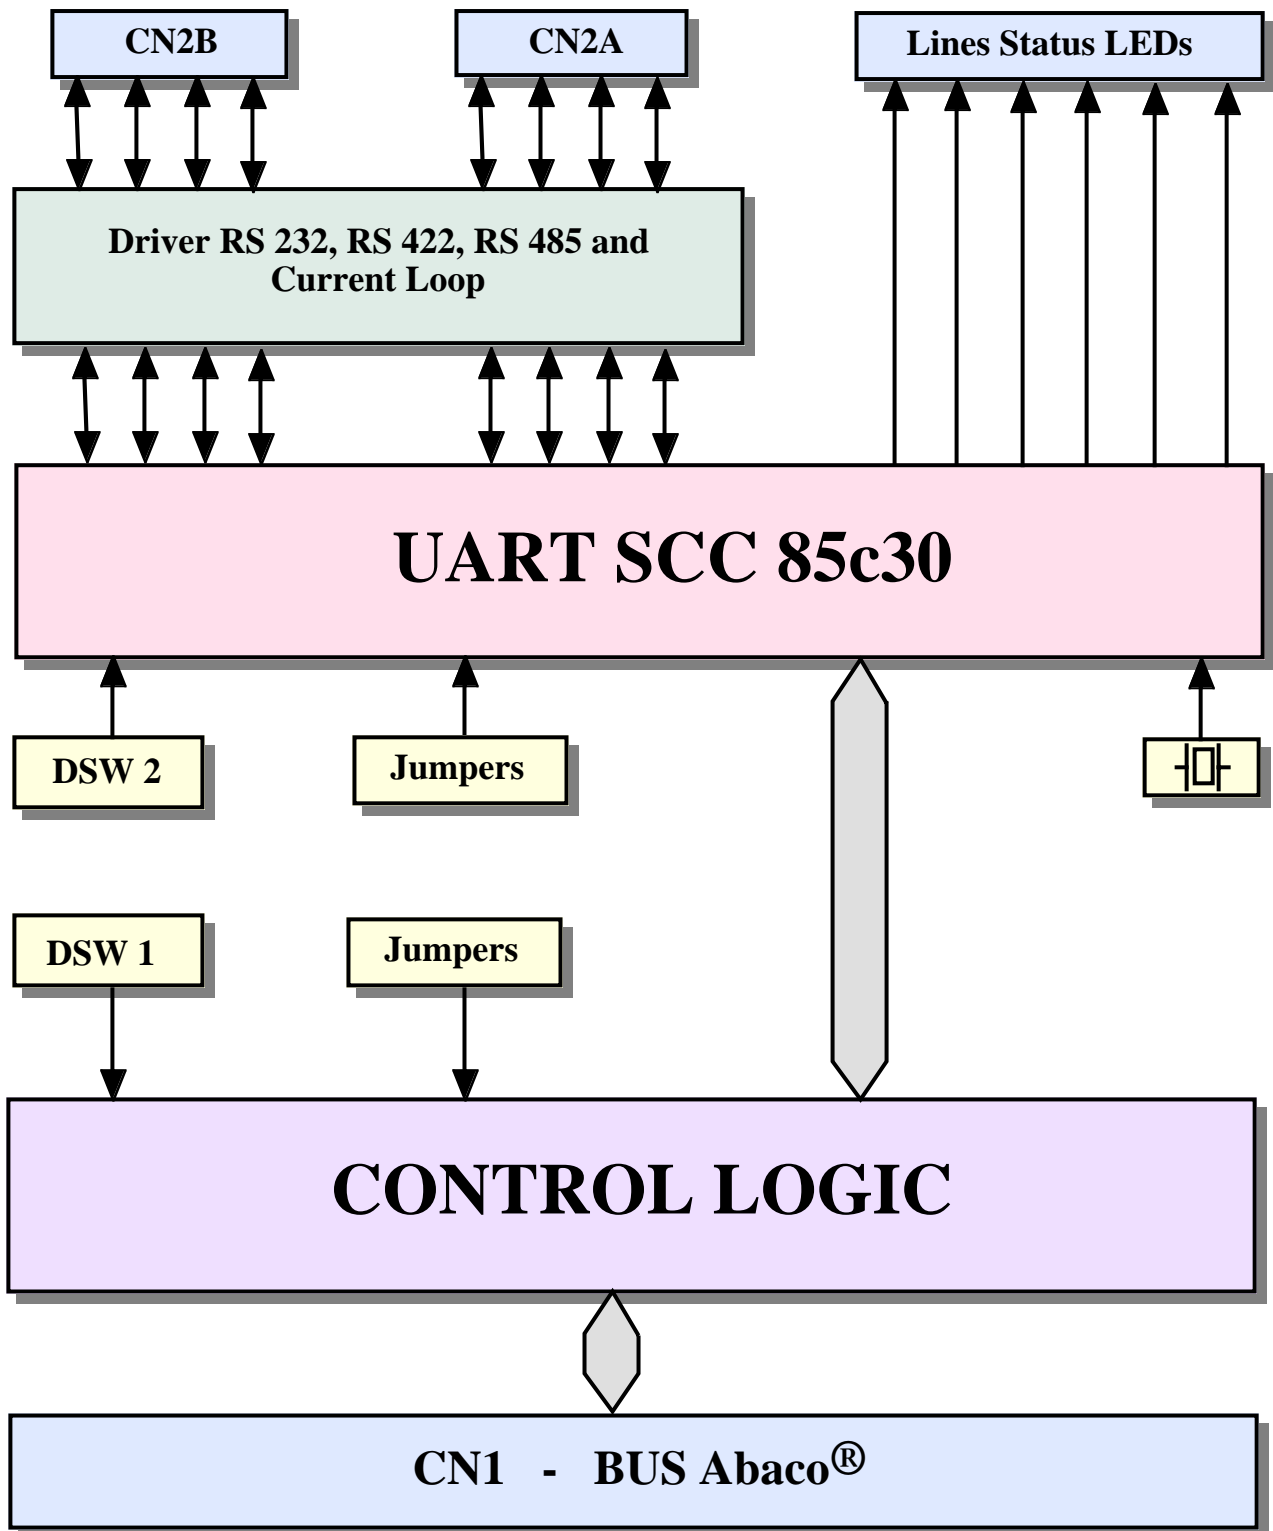 CN2B
CN2A
Lines Status LEDs
Driver RS 232, RS 422, RS 485 and
Current Loop
UART SCC 85c30
DSW 2
Jumpers
DSW 1
Jumpers
CONTROL LOGIC
CN1 - BUS Abaco®